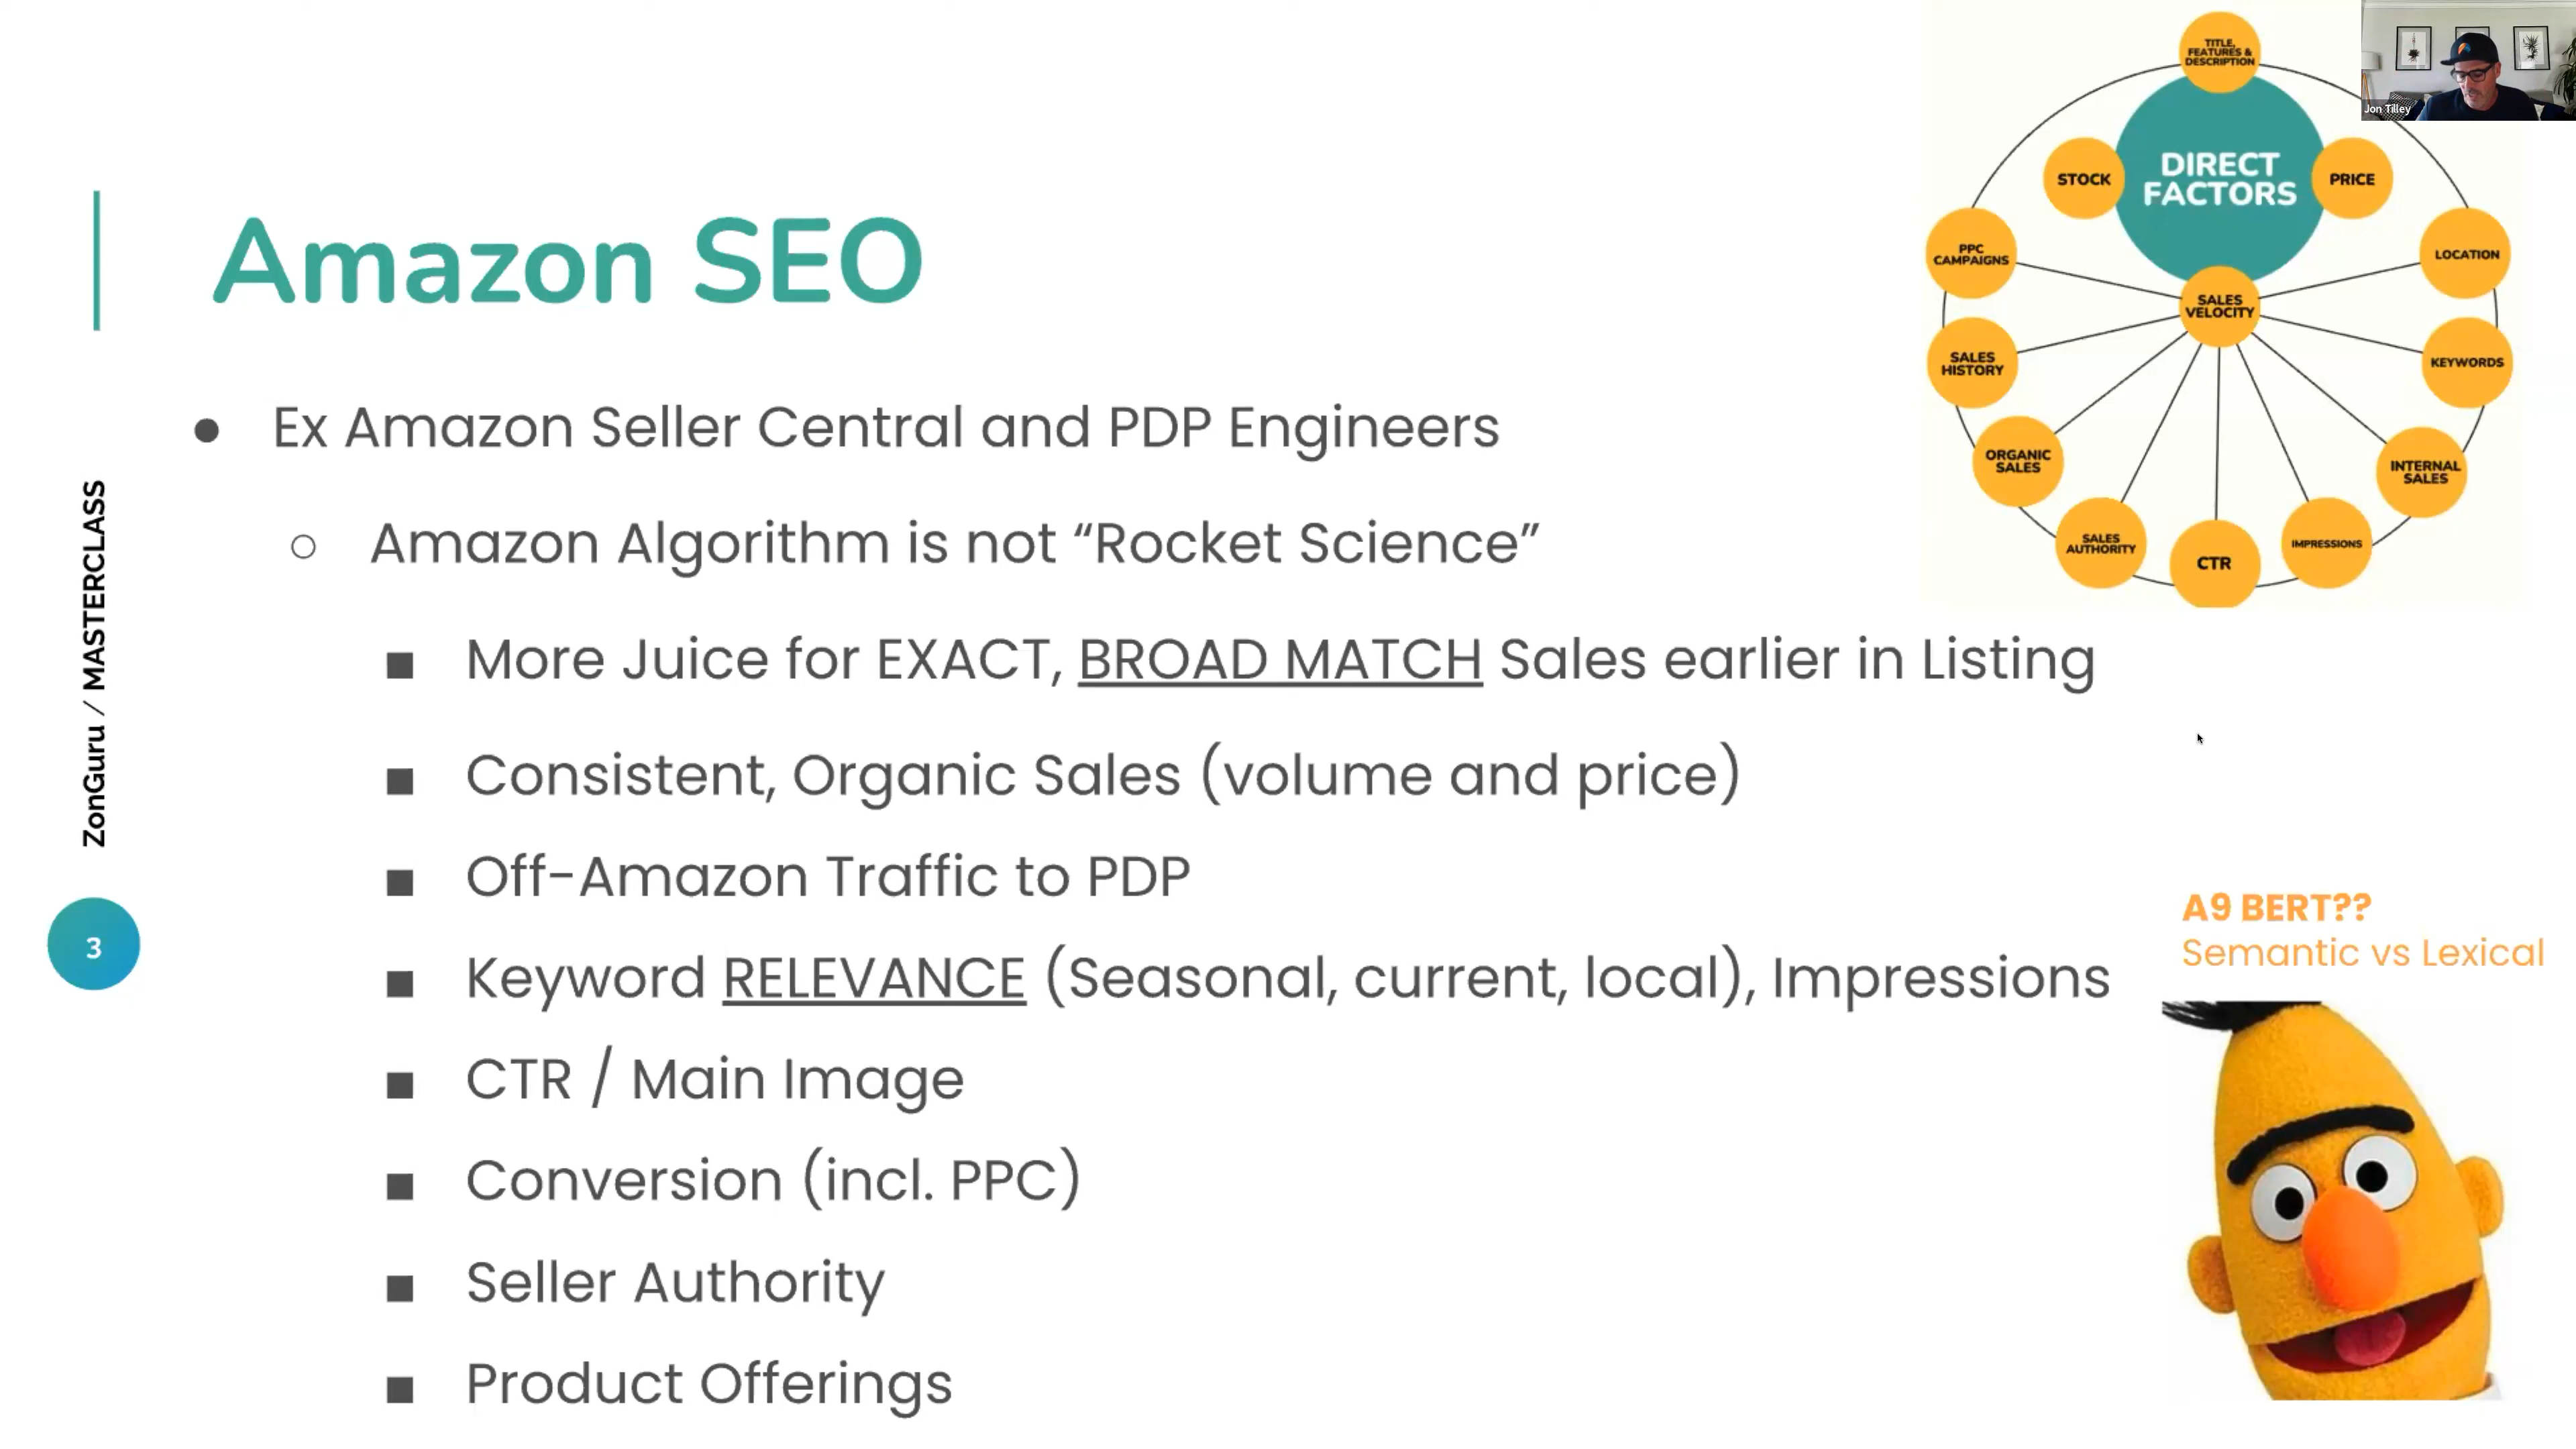 Amazon SEO
Ex Amazon Seller Central and PDP Engineers
Amazon Algorithm is not “Rocket Science”
More Juice for EXACT, BROAD MATCH Sales earlier in Listing
Consistent, Organic Sales (volume and price)
Off-Amazon Traffic to PDP
Keyword RELEVANCE (Seasonal, current, local), Impressions
CTR / Main Image
Conversion (incl. PPC)
Seller Authority
Product Offerings
ZonGuru / MASTERCLASS
3
TITLE,
FEATURES &
DESCRIPTION
DIRECT
FACTORS
STOCK
PRICE
PPC
CAMPAIGNS
LOCATION
SALES
VELOCITY
SALES
HISTORY
KEYWORDS
ORGANIC
SALES
INTERNAL
SALES
SALES
AUTHORITY
CTR
IMPRESSIONS
Jon Tilley
A9 BERT??
Semantic vs Lexical